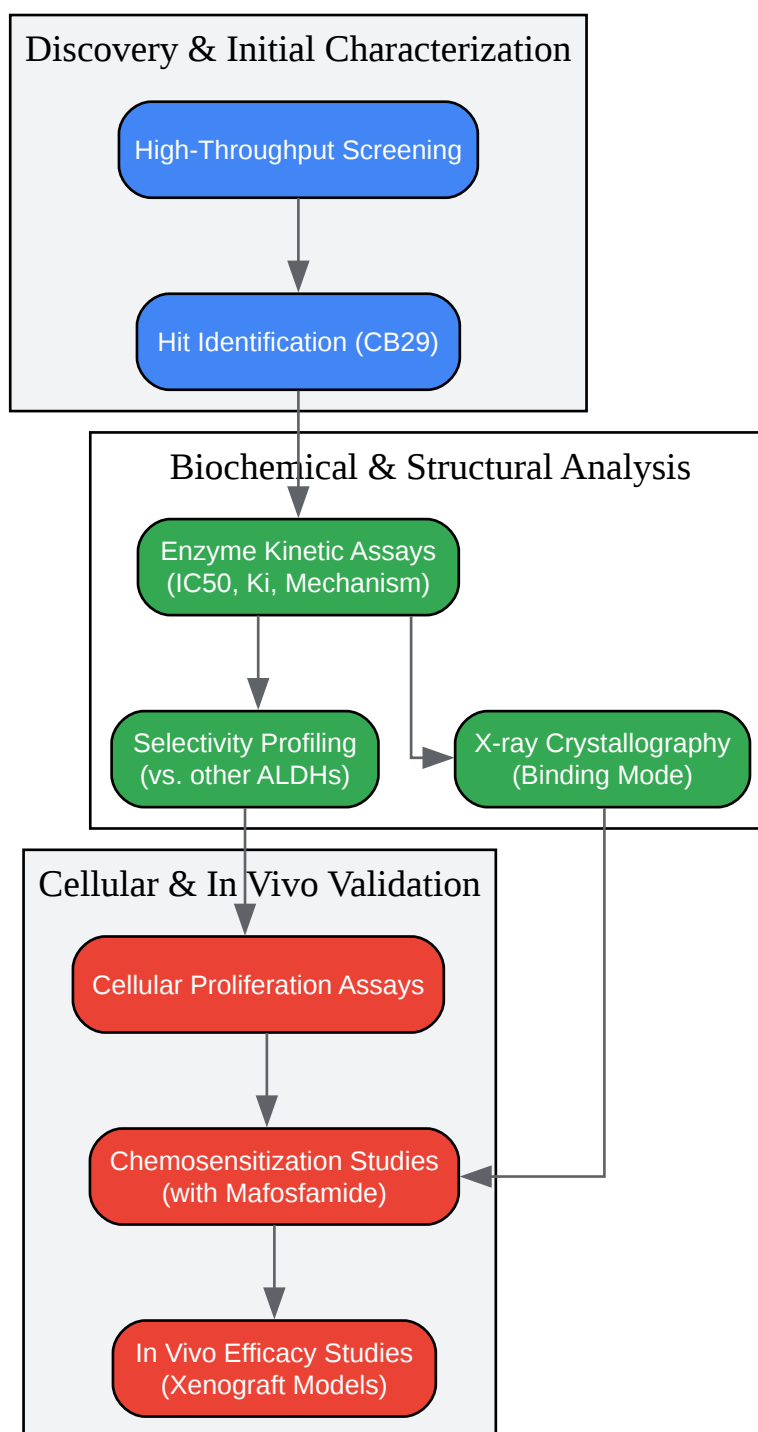 Discovery & Initial Characterization
High-Throughput Screening
Hit Identification (CB29)
Biochemical & Structural Analysis
Enzyme Kinetic Assays
(IC50, Ki, Mechanism)
Selectivity Profiling
(vs. other ALDHs)
X-ray Crystallography
(Binding Mode)
Cellular & In Vivo Validation
Cellular Proliferation Assays
Chemosensitization Studies
(with Mafosfamide)
In Vivo Efficacy Studies
(Xenograft Models)